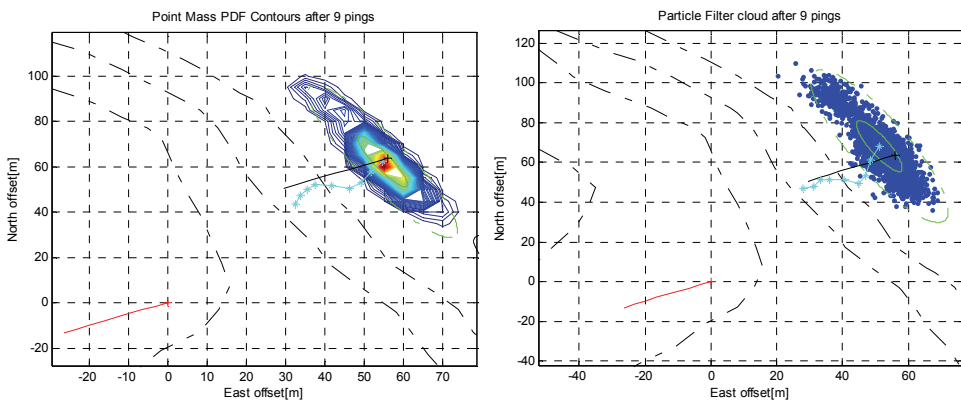 Point Mass PDF Contours after 9 pings
100
80
60
40
20
0
-20
North offset[m]
-20 -10 0 10 20 30 40 50 60 70
East offset[m]
Particle Filter cloud after 9 pings
120
100
80
60
40
20
0
-20
-40
North offset[m]
-40 -20 0 20 40 60
East offset[m]